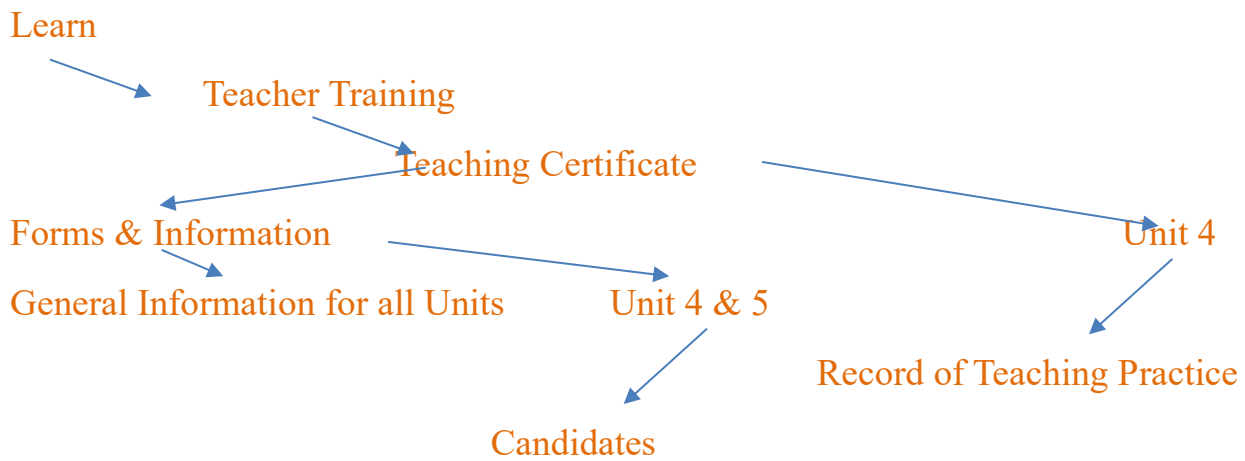 Learn
Teacher Training
Teaching Certificate
Forms & Information
Unit 4
General Information for all Units
Unit 4 & 5
Record of Teaching Practice
Candidates